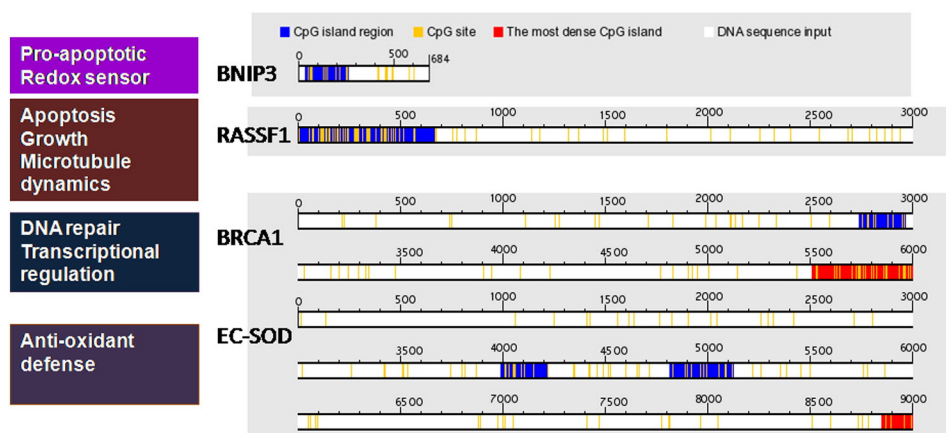 CpG island region CpG site The most dense CpG island DNA sequence input
Pro-apoptotic
Redox sensor
BNIP3
0 500 684
Apoptosis
Growth
Microtubule
dynamics
RASSF1
0 500 1000 1500 2000 2500 3000
DNA repair
Transcriptional
regulation
BRCA1
0 500 1000 1500 2000 2500 3000
3500 4000 4500 5000 5500 6000
Anti-oxidant
defense
EC-SOD
0 500 1000 1500 2000 2500 3000
3500 4000 4500 5000 5500 6000
6500 7000 7500 8000 8500 9000